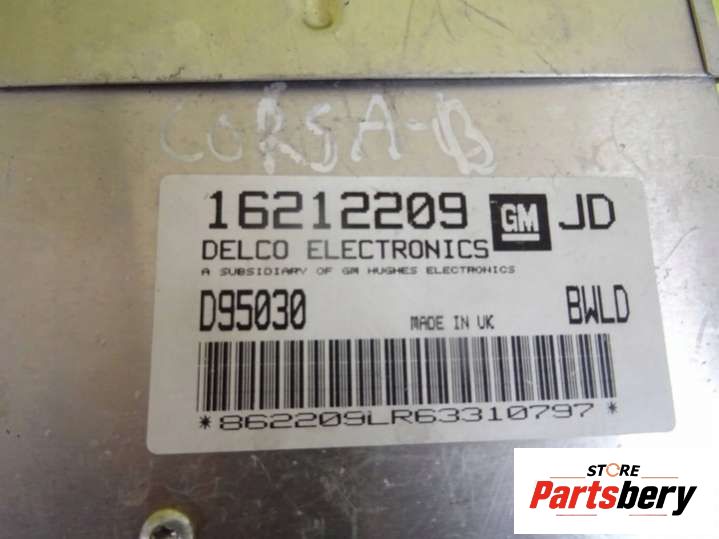 CORSA-B
16212209 GM JD
DELCO ELECTRONICS
A SUBSIDIARY OF GM HUGHES ELECTRONICS
D95030 MADE IN UK BWLD
*862209LR63310797*
STORE
Partsbery